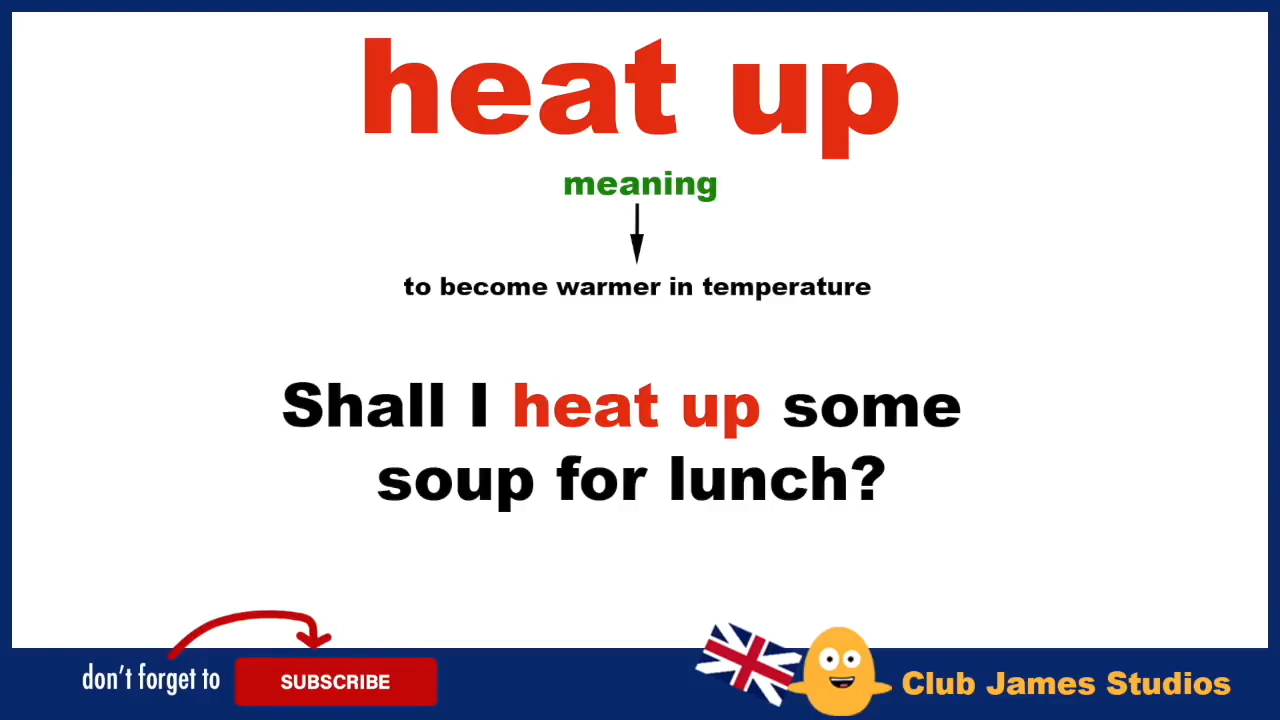 heat up
meaning
to become warmer in temperature
Shall I heat up some
soup for lunch?
don't forget to
SUBSCRIBE
Club James Studios